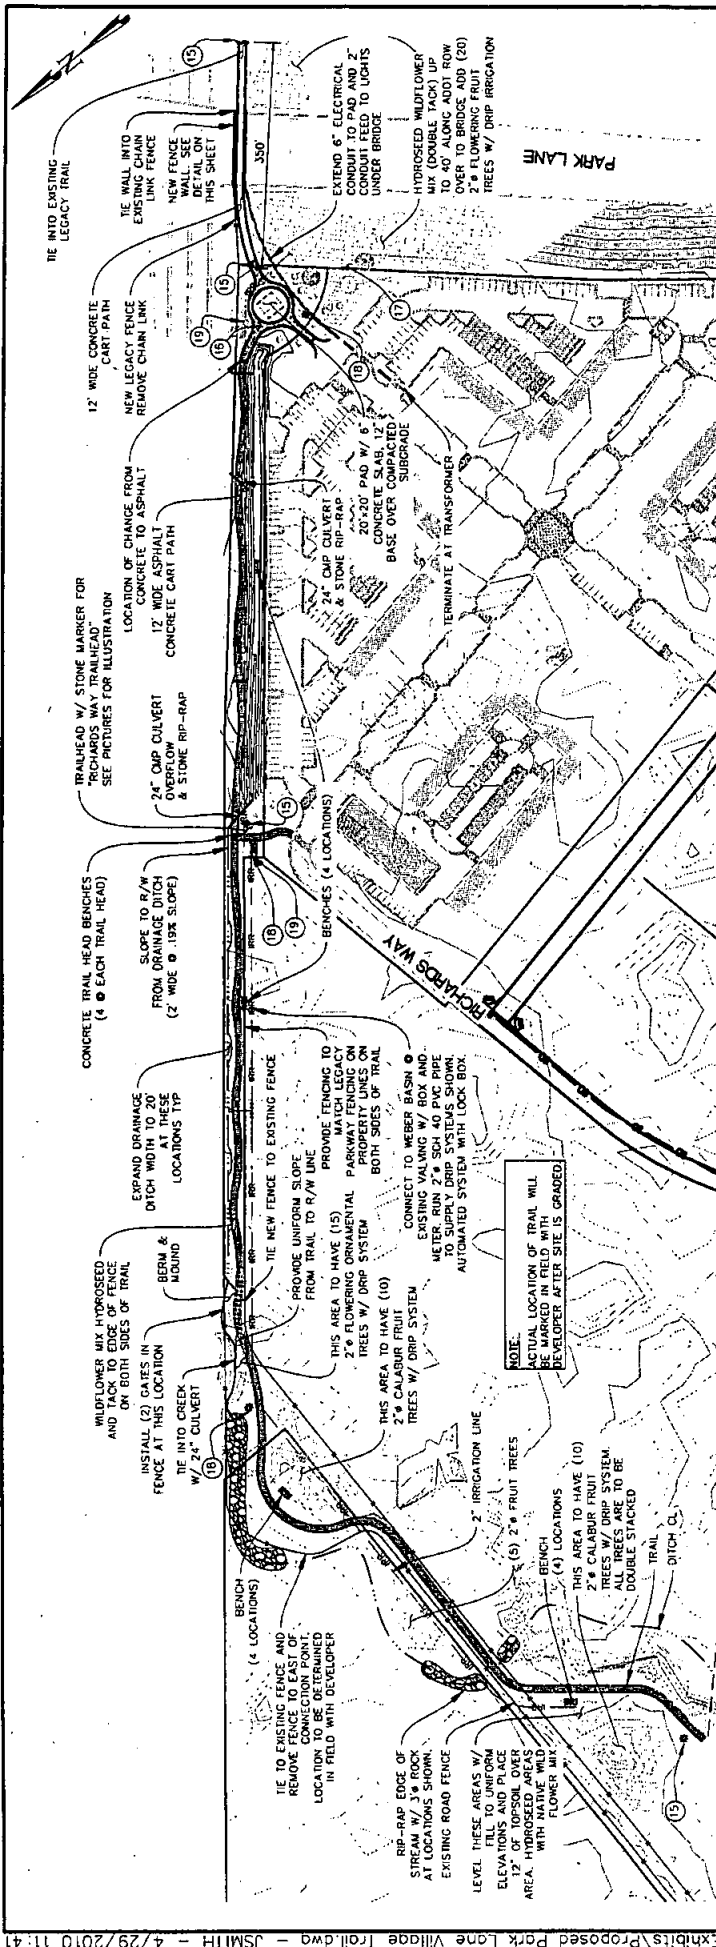 N
TIE INTO EXISTING
LEGACY TRAIL
15
TIE WALL INTO
EXISTING CHAIN
LINK FENCE
NEW FENCE
WALL. SEE
DETAIL ON
THIS SHEET
350'
EXTEND 6" ELECTRICAL
CONDUIT TO PAD AND 2"
CONDUIT FEED TO LIGHTS
UNDER BRIDGE
HYDROSEED WILDFLOWER
MIX (DOUBLE TACK) UP
TO 40' ALONG ADOT ROW
OVER TO BRIDGE ADD (20)
2"ø FLOWERING FRUIT
TREES W/ DRIP IRRIGATION
PARK LANE
12' WIDE CONCRETE
CART-PATH
NEW LEGACY FENCE
REMOVE CHAIN LINK
15
19
16
17
18
LOCATION OF CHANGE FROM
CONCRETE TO ASPHALT
12' WIDE ASPHALT
CONCRETE CART PATH
24" CMP CULVERT
& STONE RIP-RAP
20'×20' PAD W/ 6"
CONCRETE SLAB, 12"
BASE OVER COMPACTED
SUBGRADE
TERMINATE AT TRANSFORMER
TRAILHEAD W/ STONE MARKER FOR
"RICHARDS WAY TRAILHEAD"
SEE PICTURES FOR ILLUSTRATION
24" CMP CULVERT
OVERFLOW
& STONE RIP-RAP
15
CONCRETE TRAIL HEAD BENCHES
(4 @ EACH TRAIL HEAD)
SLOPE TO R/W
FROM DRAINAGE DITCH
(2' WIDE @ .19% SLOPE)
18
19
BENCHES (4 LOCATIONS)
RICHARDS WAY
EXPAND DRAINAGE
DITCH WIDTH TO 20'
AT THESE
LOCATIONS TYP
PROVIDE FENCING TO
MATCH LEGACY
PARKWAY FENCING ON
PROPERTY LINES ON
BOTH SIDES OF TRAIL
CONNECT TO WEBER BASIN @
EXISTING VALVING W/ BOX AND
METER. RUN 2"ø SCH 40 PVC PIPE
TO SUPPLY DRIP SYSTEMS SHOWN.
AUTOMATED SYSTEM WITH LOCK BOX.
WILDFLOWER MIX HYDROSEED
AND TACK TO EDGE OF FENCE
ON BOTH SIDES OF TRAIL
BERM &
MOUND
TIE NEW FENCE TO EXISTING FENCE
PROVIDE UNIFORM SLOPE
FROM TRAIL TO R/W LINE
THIS AREA TO HAVE (15)
2"ø FLOWERING ORNAMENTAL
TREES W/ DRIP SYSTEM
INSTALL (2) GATES IN
FENCE AT THIS LOCATION
TIE INTO CREEK
W/ 24" CULVERT
18
THIS AREA TO HAVE (10)
2"ø CALABUR FRUIT
TREES W/ DRIP SYSTEM
NOTE:
ACTUAL LOCATION OF TRAIL WILL
BE MARKED IN FIELD WITH
DEVELOPER AFTER SITE IS GRADED.
BENCH
(4 LOCATIONS)
2" IRRIGATION LINE
(5) 2"ø FRUIT TREES
TIE TO EXISTING FENCE AND
REMOVE FENCE TO EAST OF
CONNECTION POINT.
LOCATION TO BE DETERMINED
IN FIELD WITH DEVELOPER
BENCH
(4) LOCATIONS
THIS AREA TO HAVE (10)
2"ø CALABUR FRUIT
TREES W/ DRIP SYSTEM.
ALL TREES ARE TO BE
DOUBLE STACKED
TRAIL
DITCH CL
RIP-RAP EDGE OF
STREAM W/ 3'ø ROCK
AT LOCATIONS SHOWN.
EXISTING ROAD FENCE
LEVEL THESE AREAS W/
FILL TO UNIFORM
ELEVATIONS AND PLACE
12" OF TOPSOIL OVER
AREA. HYDROSEED AREAS
WITH NATIVE WILD
FLOWER MIX
15
Exhibits\Proposed Park Lane Village Trail.dwg - JSMITH - 4/29/2010 11:41